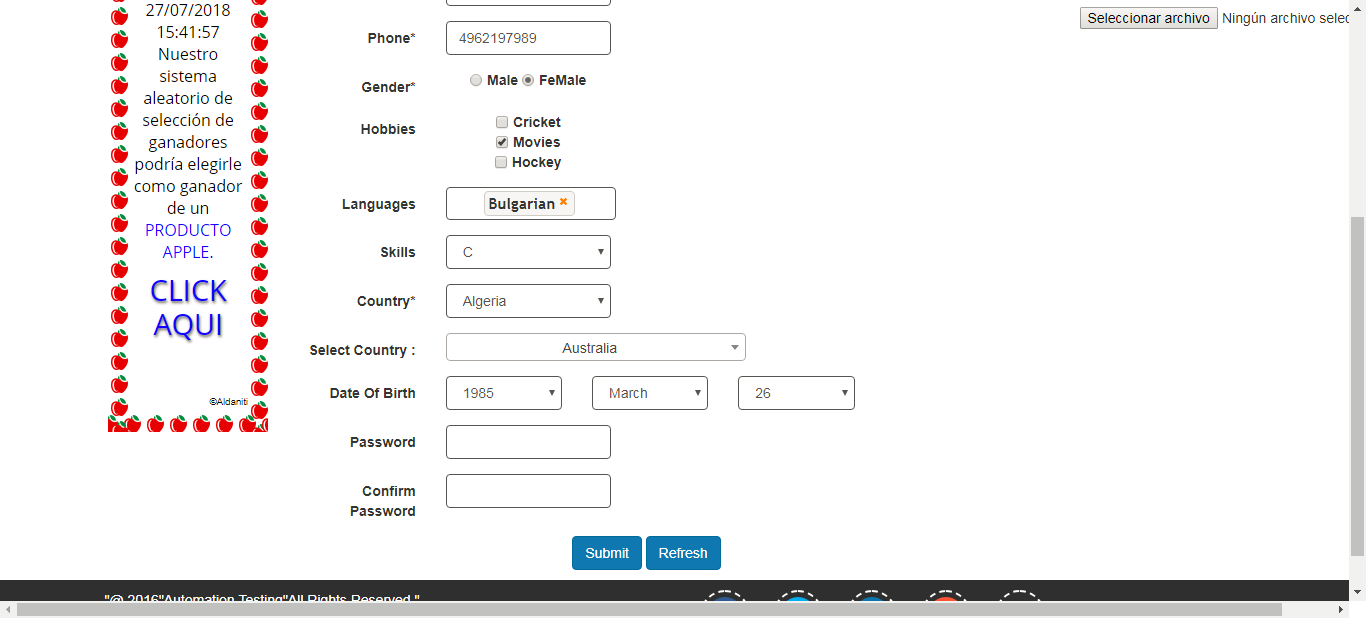 27/07/2018
15:41:57
Nuestro
sistema
aleatorio de
selección de
ganadores
podría elegirle
como ganador
de un
PRODUCTO
APPLE.
CLICK
AQUI
©Aldaniti
Phone* 4962197989
Gender* Male FeMale
Hobbies
Cricket
Movies
Hockey
Languages Bulgarian
Skills C
Country* Algeria
Select Country : Australia
Date Of Birth 1985 March 26
Password
Confirm
Password
Submit Refresh
Seleccionar archivo Ningún archivo selec
"@ 2016"Automation Testing"All Rights Reserved."